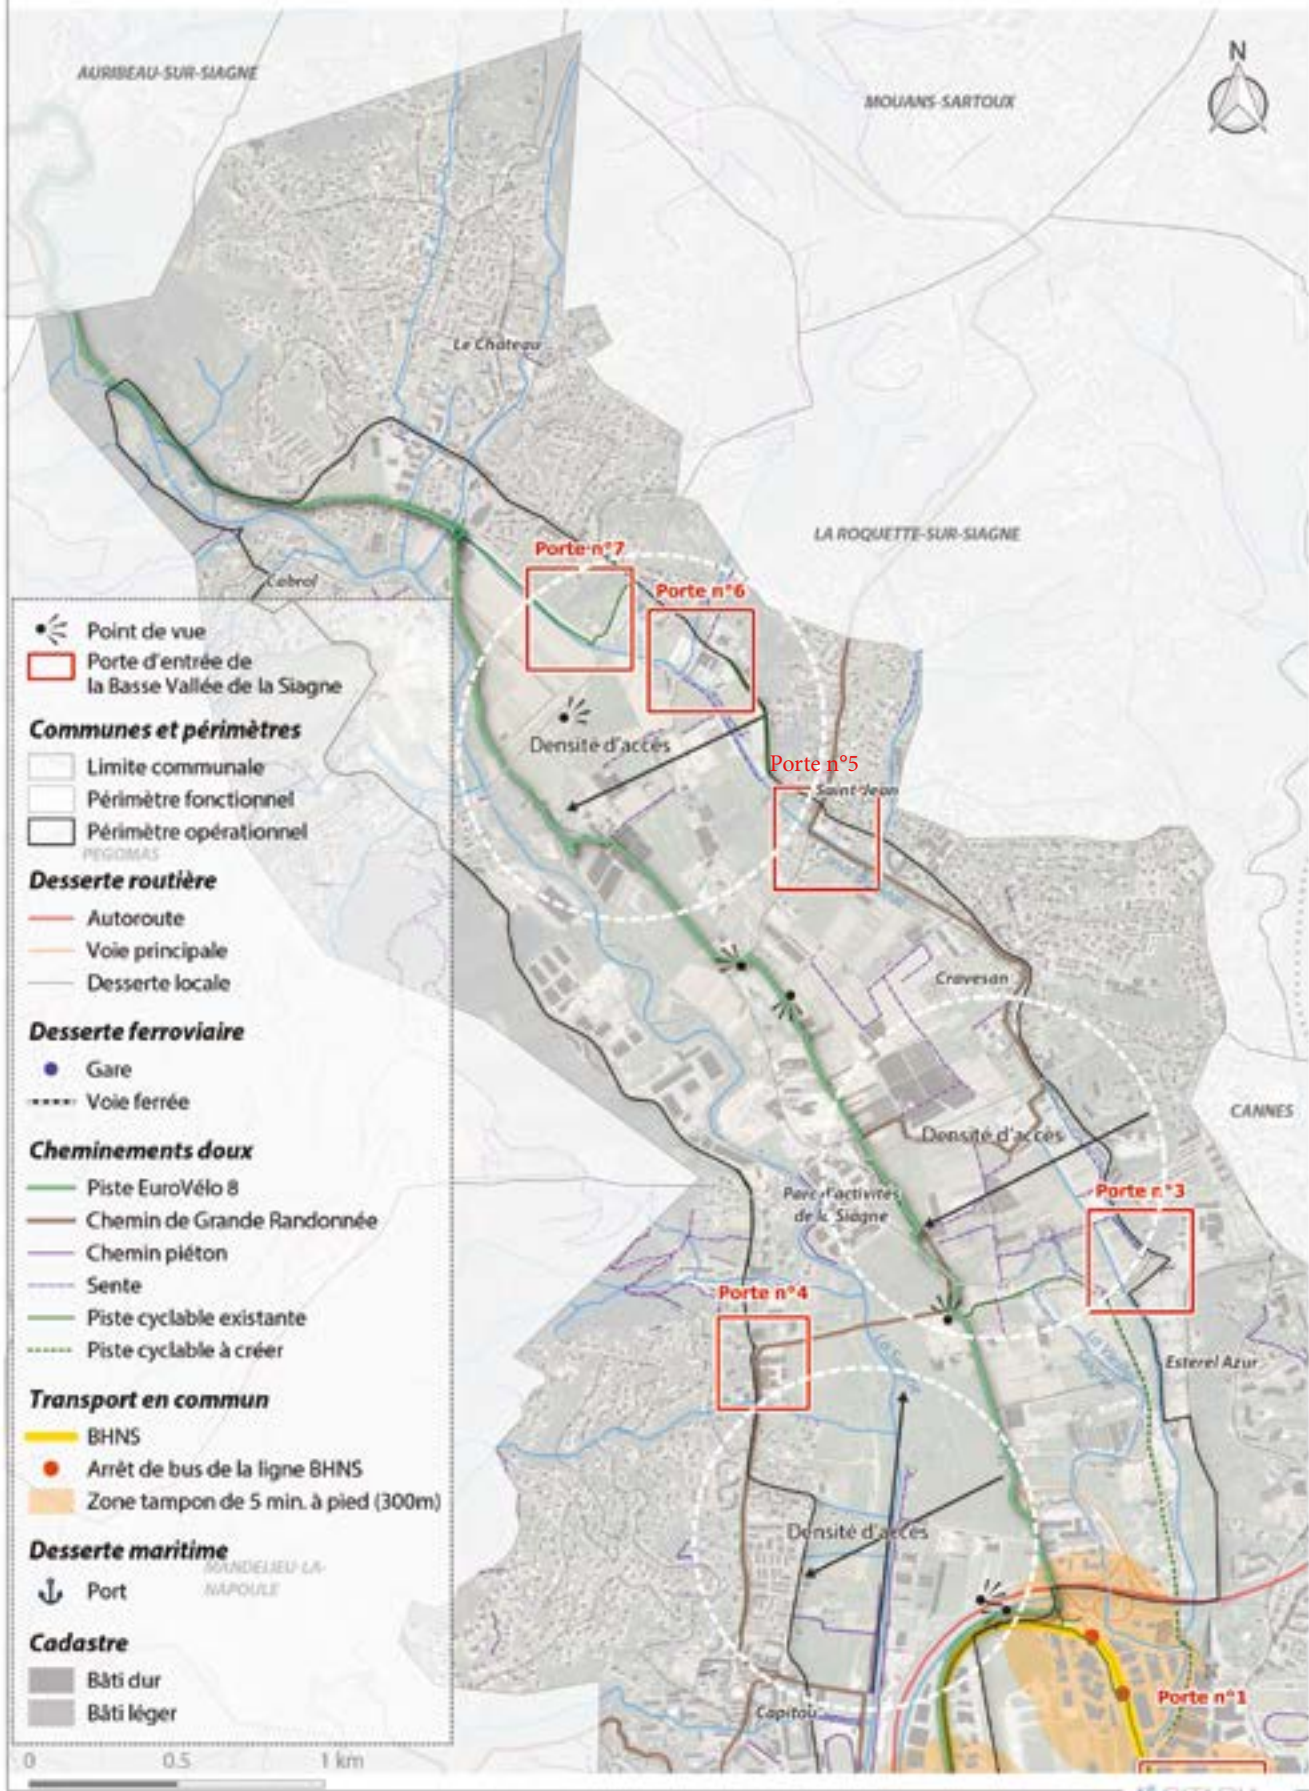 AURIBEAU-SUR-SIAGNE
MOUANS-SARTOUX
N
Le Château
LA ROQUETTE-SUR-SIAGNE
Porte n°7
Porte n°6
Cabrol
Densité d'accès
Porte n°5
Saint-Jean
Point de vue
Porte d'entrée de
la Basse Vallée de la Siagne
Communes et périmètres
Limite communale
Périmètre fonctionnel
Périmètre opérationnel
PEGOMAS
Desserte routière
Autoroute
Voie principale
Desserte locale
Desserte ferroviaire
Gare
Voie ferrée
Cheminements doux
Piste EuroVélo 8
Chemin de Grande Randonnée
Chemin piéton
Sente
Piste cyclable existante
Piste cyclable à créer
Transport en commun
BHNS
Arrêt de bus de la ligne BHNS
Zone tampon de 5 min. à pied (300m)
Desserte maritime
MANDELIEU-LA-
NAPOULE
Port
Cadastre
Bâti dur
Bâti léger
0 0.5 1 km
Cravesan
CANNES
Densité d'accès
Parc d'activités
de la Siagne
Porte n°3
Porte n°4
Esterel Azur
Densité d'accès
Capitou
Porte n°1